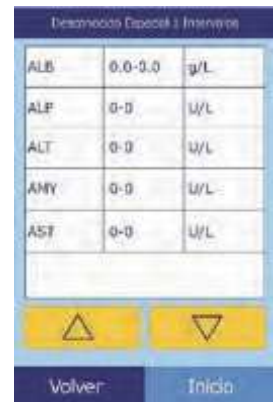 ALB 0.0-0.0 g/L
ALP 0-0 U/L
ALT 0-0 U/L
AMY 0-0 U/L
AST 0-0 U/L
Volver Inicio